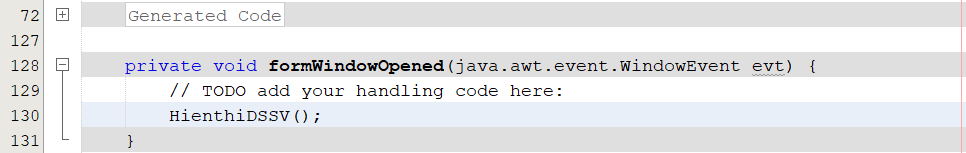 72 Generated Code
127
128 private void formWindowOpened(java.awt.event.WindowEvent evt) {
129 // TODO add your handling code here:
130 HienthiDSSV();
131 }